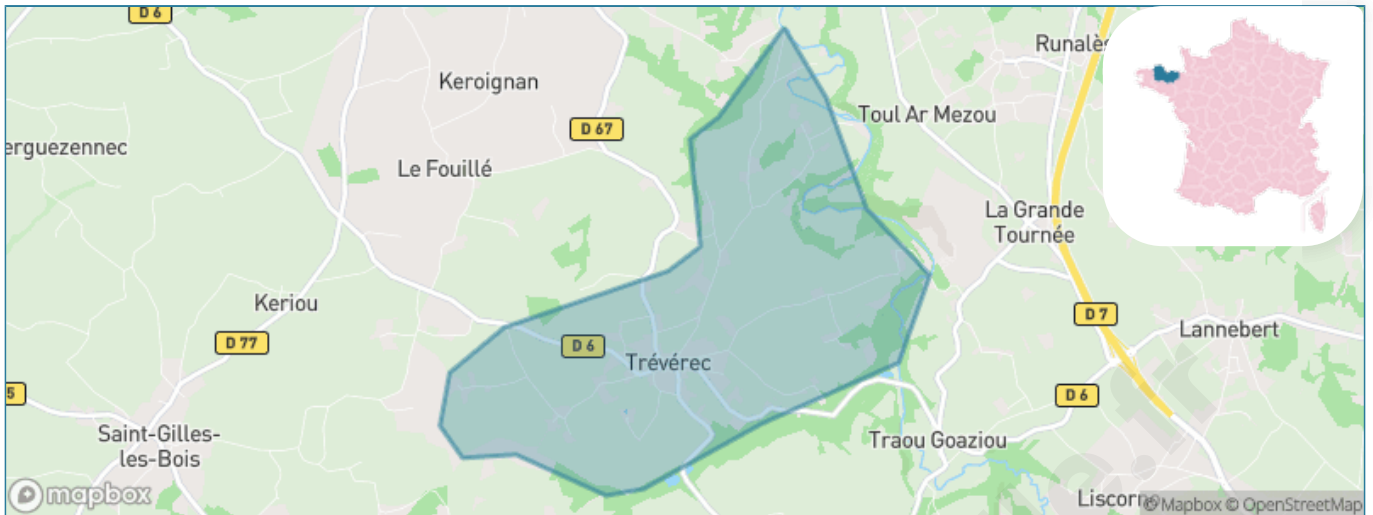 D 6
Runalès
Keroignan
Toul Ar Mezou
D 67
erguezennec
Le Fouillé
La Grande
Tournée
Keriou
D 7
Lannebert
D 77
D 6
Trévérec
5
D 6
Saint-Gilles-
les-Bois
Traou Goaziou
mapbox
Liscorno
© Mapbox © OpenStreetMap